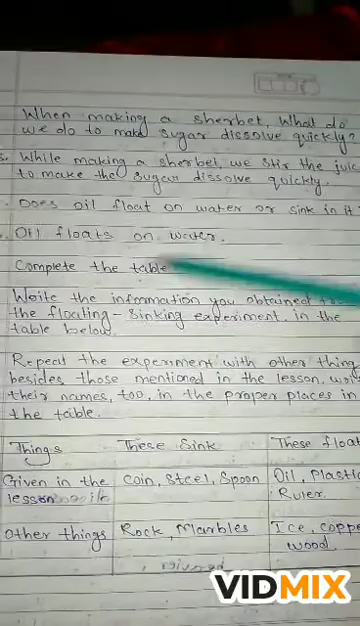 When making a sherbet, What do
we do to make sugar dissolve quickly?
While making a sherbet, we stir the juic
to make the sugar dissolve quickly.
Does oil float on water or sink in it
Oil floats on water.
Complete the table
Write the information you obtained
the floating - sinking experiment, in the
table below.
Repeat the experiment with other thing
besides those mentioned in the lesson,
their names, too, in the proper places in
the table.
Things These Sink These float
Given in the Coin, Steel, Spoon Oil, Plastic
lesson Ruler.
Other things Rock, Marbles Ice, coppe
wood.
VIDMIX